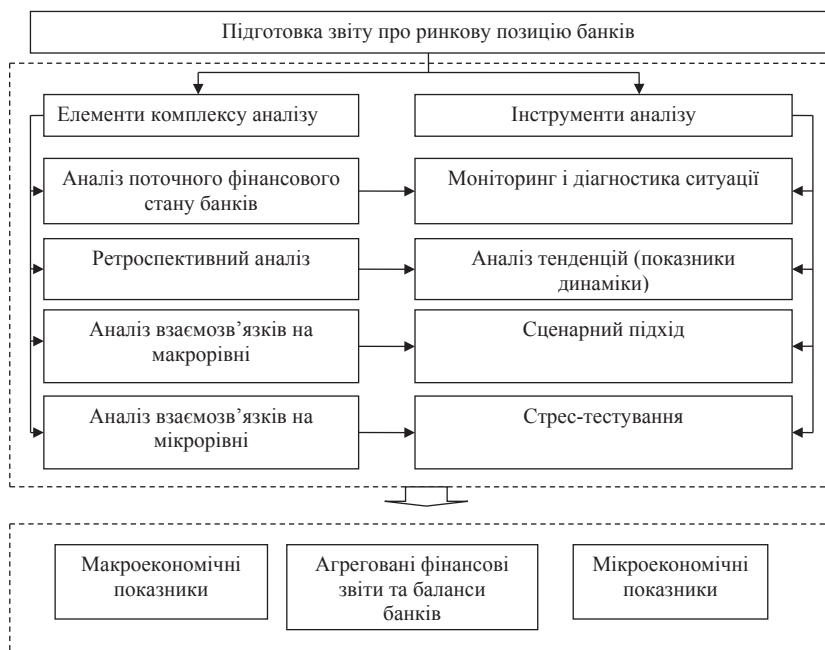 Підготовка звіту про ринкову позицію банків
Елементи комплексу аналізу
Інструменти аналізу
Аналіз поточного фінансового
стану банків
Моніторинг і діагностика ситуації
Ретроспективний аналіз
Аналіз тенденцій (показники
динаміки)
Аналіз взаємозв’язків на
макрорівні
Сценарний підхід
Аналіз взаємозв’язків на
мікрорівні
Стрес-тестування
Макроекономічні
показники
Агреговані фінансові
звіти та баланси
банків
Мікроекономічні
показники